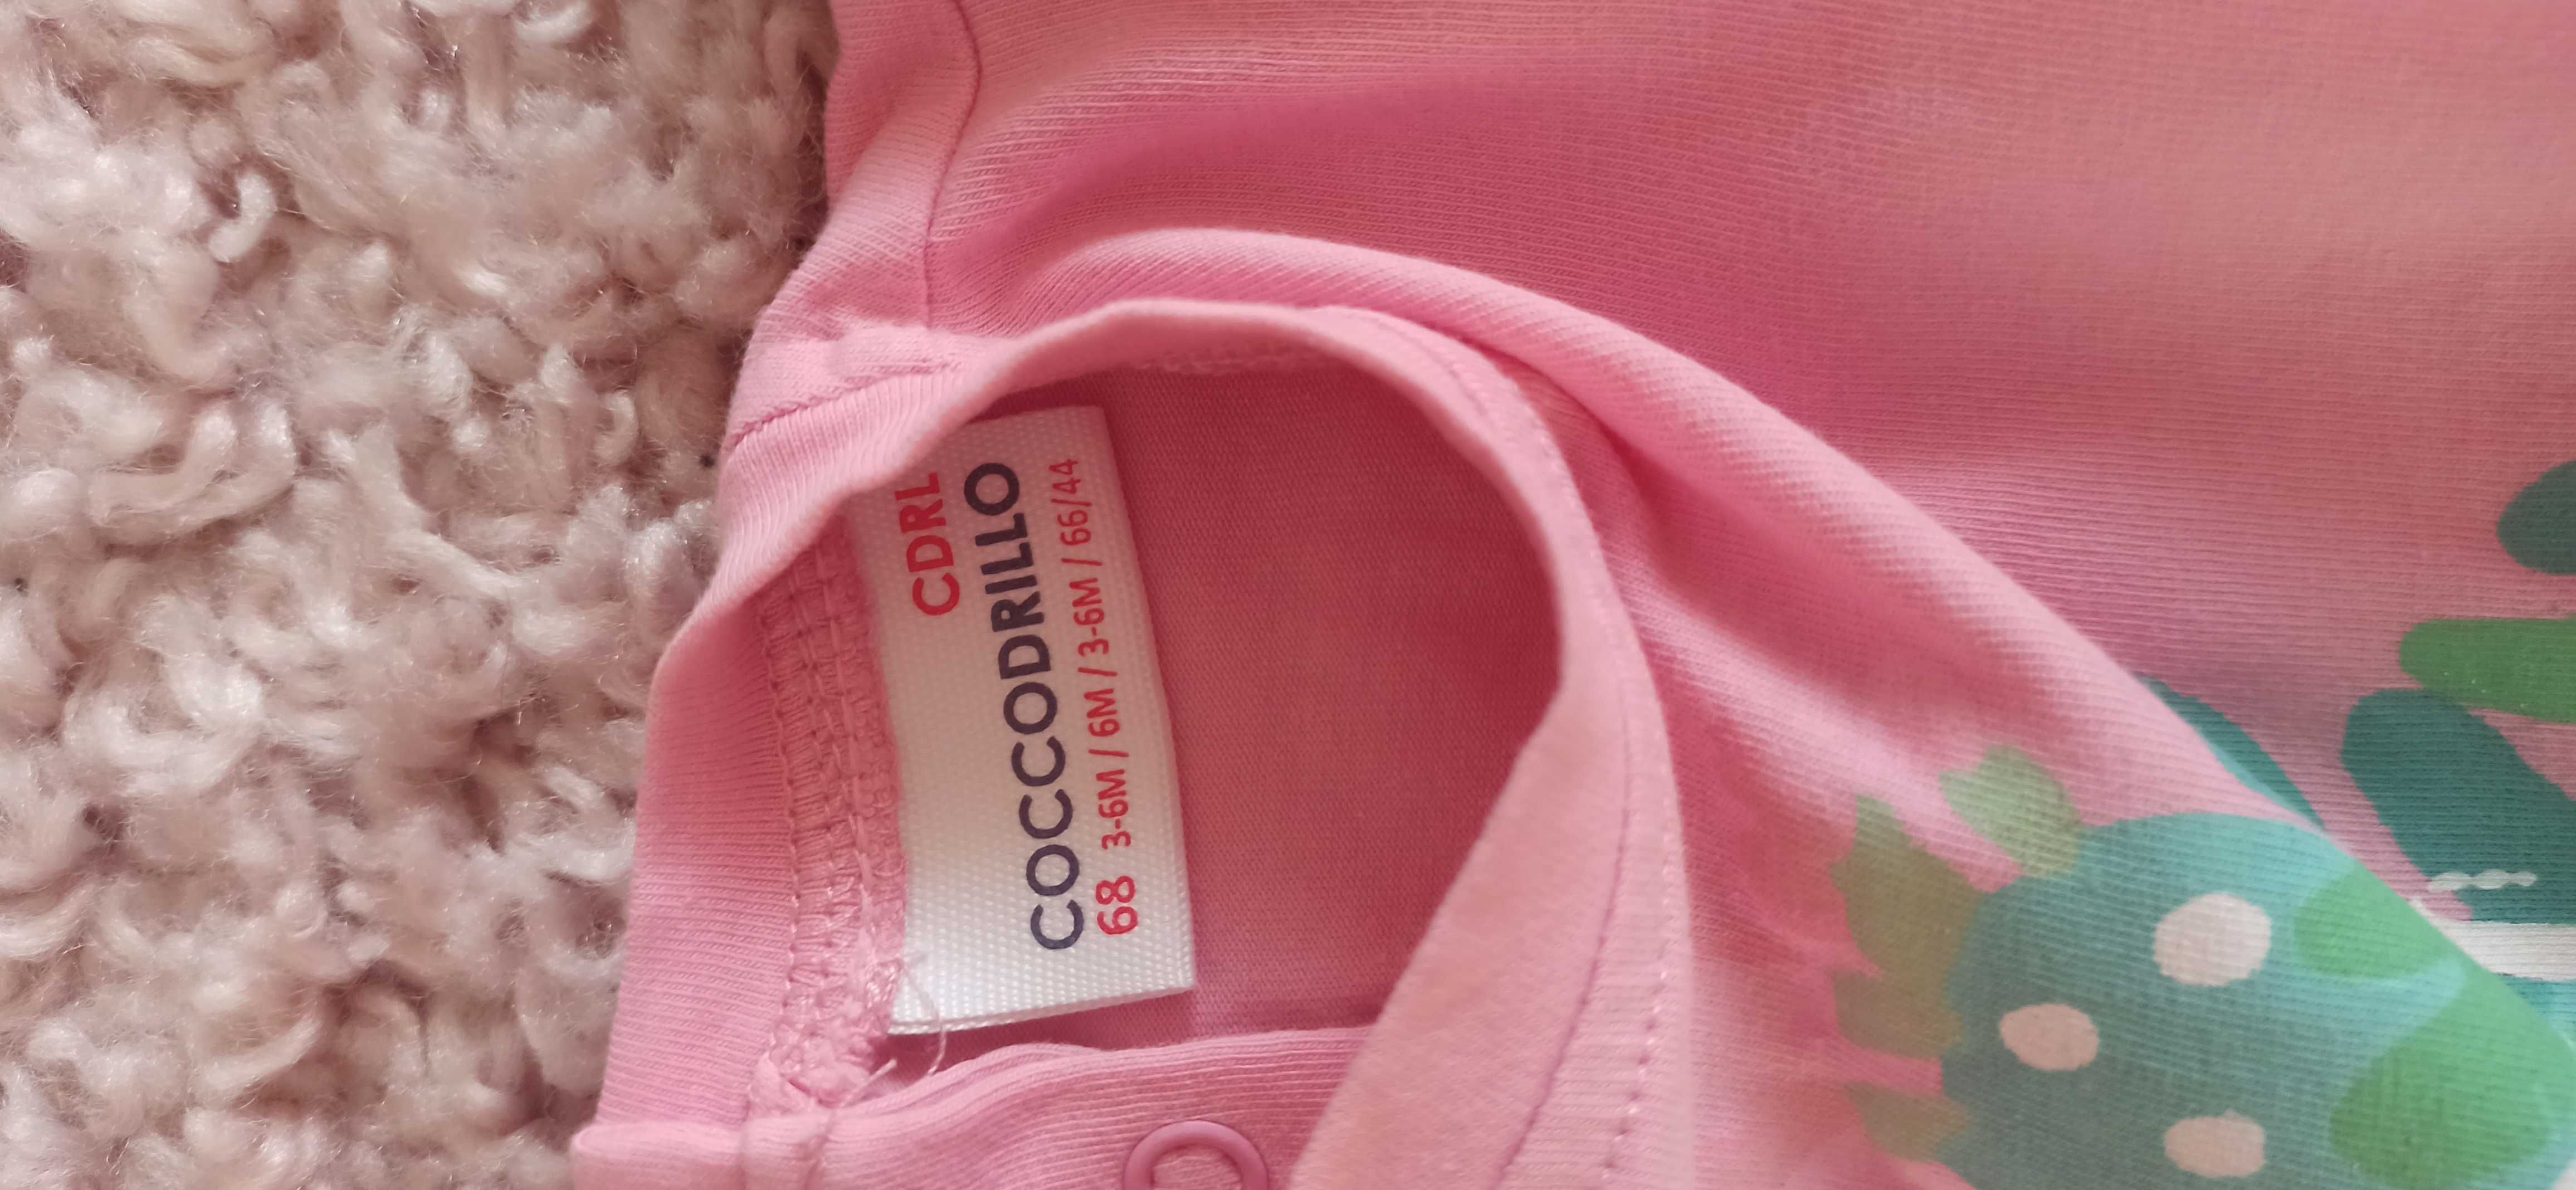 CDRL
COCCODRILLO
68 3-6M / 6M / 3-6M / 66/44